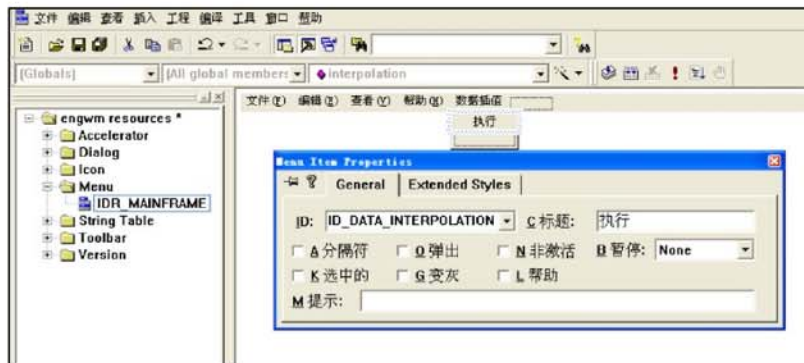 文件 编辑 查看 插入 工程 编译 工具 窗口 帮助
[Globals] [All global members interpolation
engwm resources *
Accelerator
Dialog
Icon
Menu
IDR_MAINFRAME
String Table
Toolbar
Version
文件(F) 编辑(E) 查看(V) 帮助(H) 数据插值
执行
Menu Item Properties
General Extended Styles
ID: ID_DATA_INTERPOLATION C标题: 执行
A分隔符 O弹出 N非激活 B暂停: None
K选中的 G变灰 L帮助
M提示: